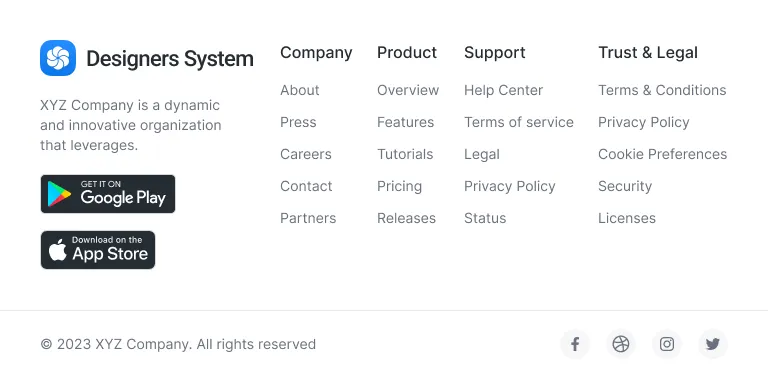 Designers System
XYZ Company is a dynamic
and innovative organization
that leverages.
GET IT ON
Google Play
Download on the
App Store
Company
About
Press
Careers
Contact
Partners
Product
Overview
Features
Tutorials
Pricing
Releases
Support
Help Center
Terms of service
Legal
Privacy Policy
Status
Trust & Legal
Terms & Conditions
Privacy Policy
Cookie Preferences
Security
Licenses
© 2023 XYZ Company. All rights reserved